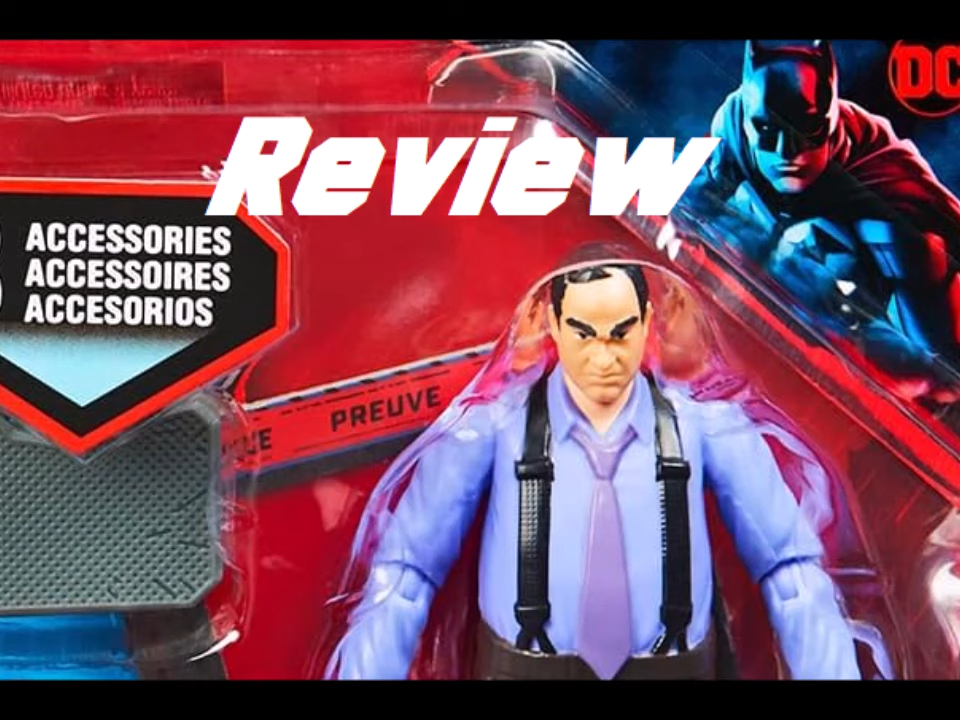 Review
DC
ACCESSORIES
ACCESSOIRES
ACCESORIOS
PREUVE